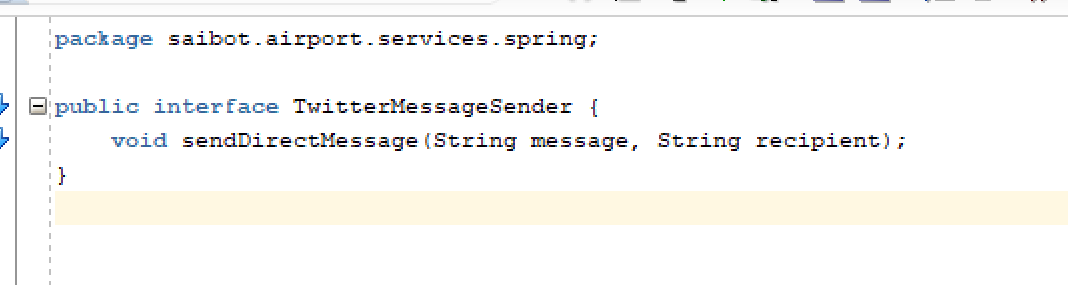 package saibot.airport.services.spring;
public interface TwitterMessageSender {
void sendDirectMessage(String message, String recipient);
}